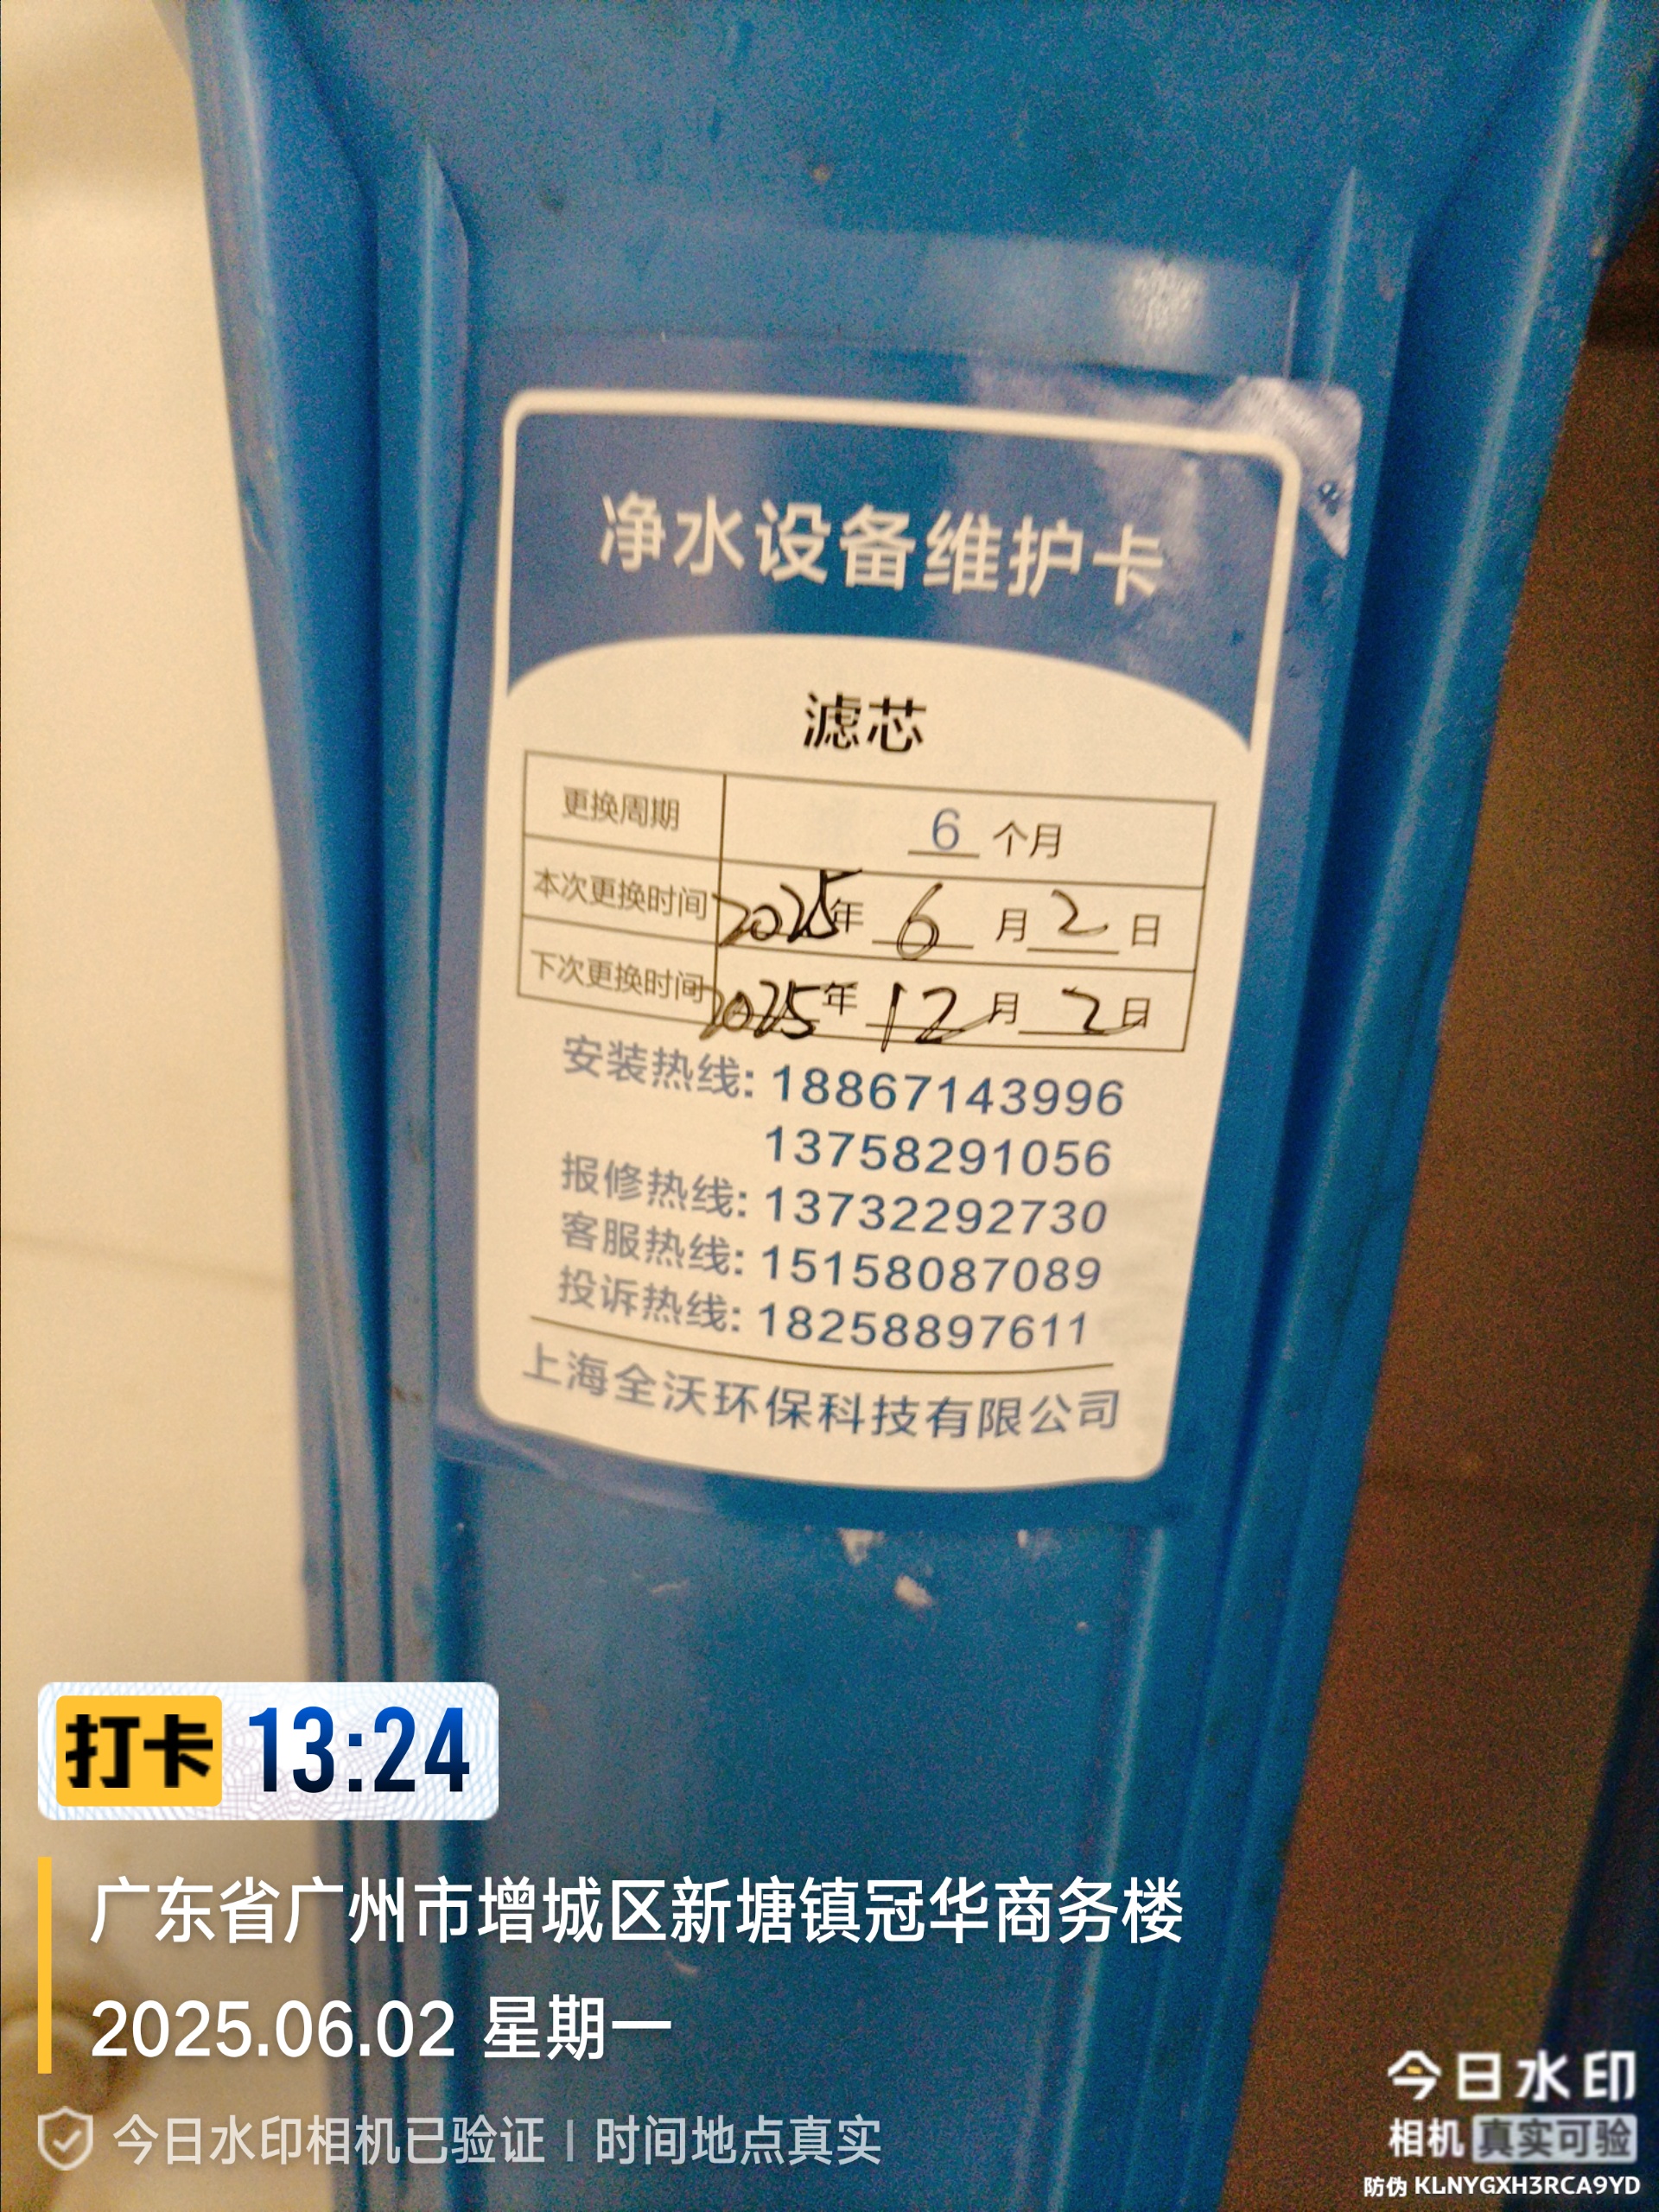 净水设备维护卡
滤芯
更换周期 6 个月
本次更换时间 2025年 6 月 2 日
下次更换时间 2025年 12 月 2 日
安装热线: 18867143996
13758291056
报修热线: 13732292730
客服热线: 15158087089
投诉热线: 18258897611
上海全沃环保科技有限公司
打卡 13:24
广东省广州市增城区新塘镇冠华商务楼
2025.06.02 星期一
今日水印相机已验证 | 时间地点真实
今日水印
相机 真实可验
防伪 KLNYGXH3RCA9YD